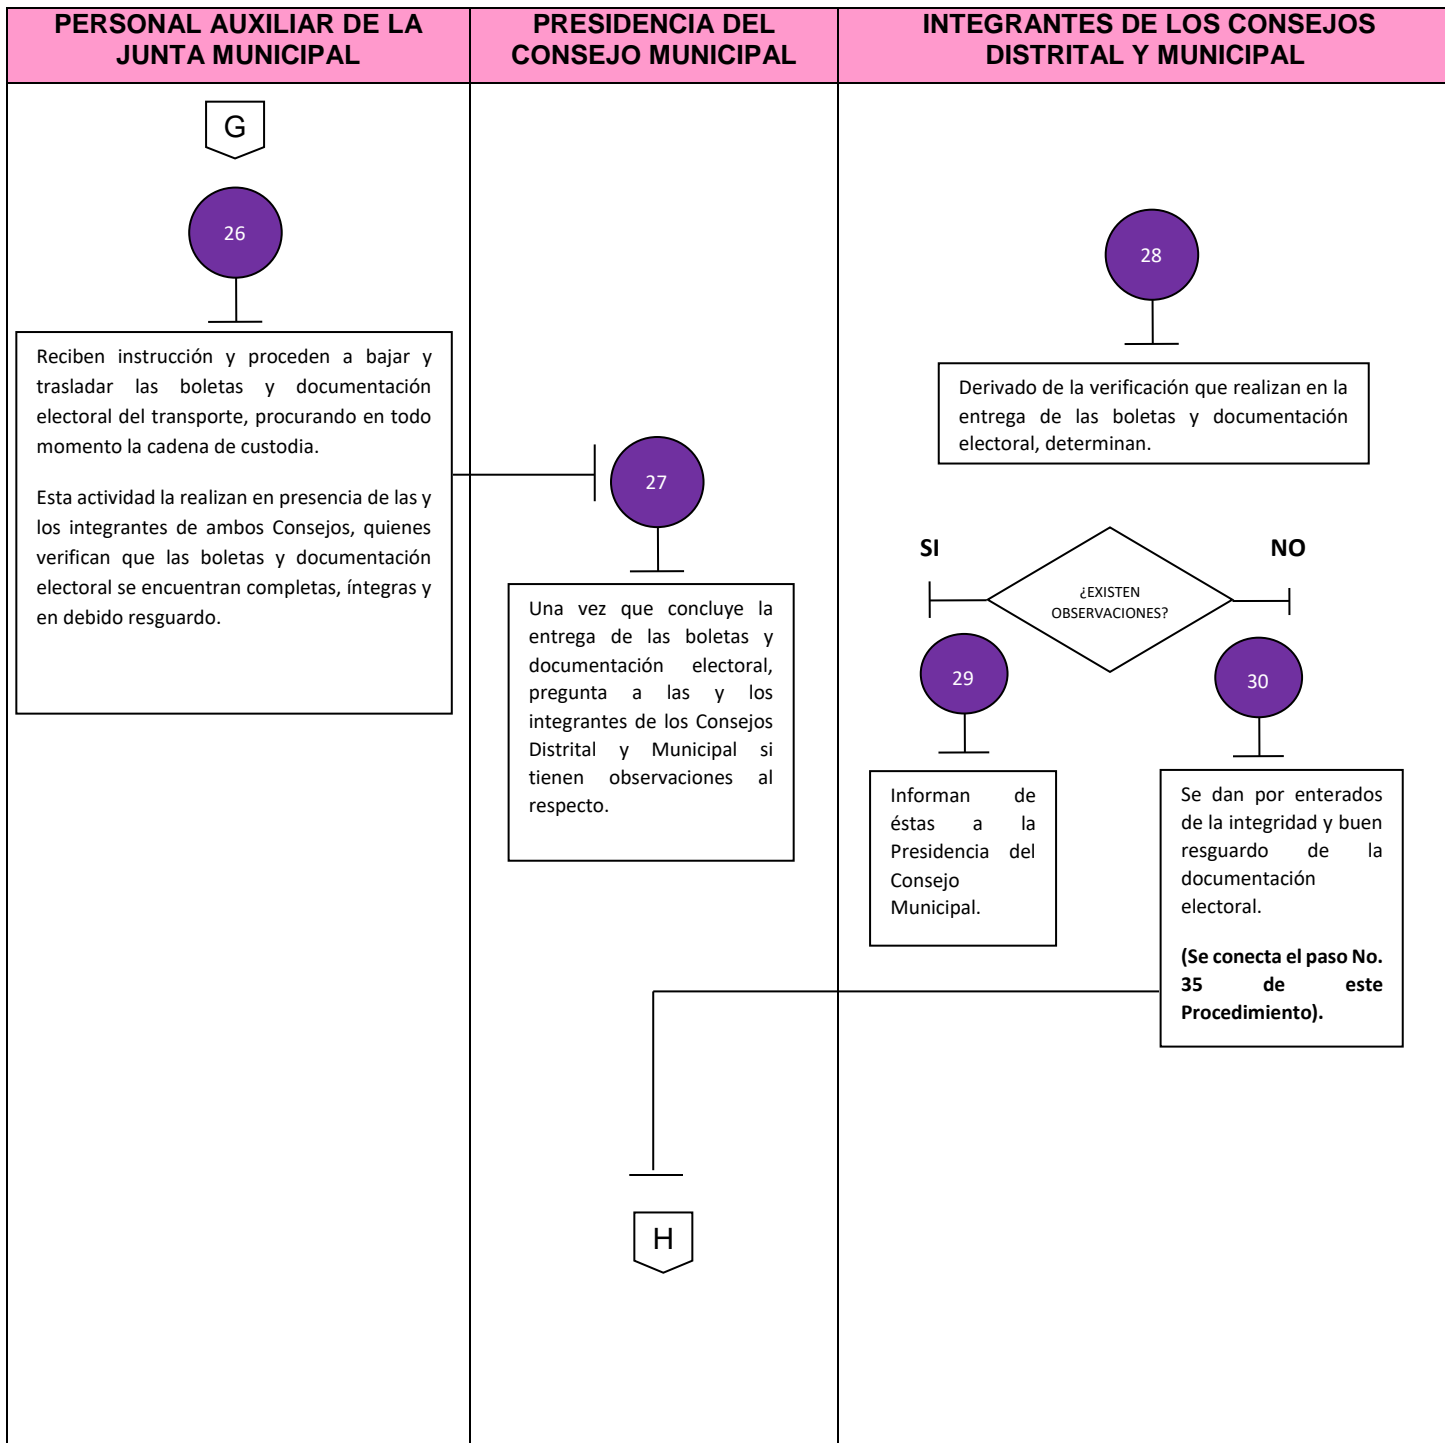 PERSONAL AUXILIAR DE LA
JUNTA MUNICIPAL
PRESIDENCIA DEL
CONSEJO MUNICIPAL
INTEGRANTES DE LOS CONSEJOS
DISTRITAL Y MUNICIPAL
G
26
Reciben instrucción y proceden a bajar y
trasladar las boletas y documentación
electoral del transporte, procurando en todo
momento la cadena de custodia.
Esta actividad la realizan en presencia de las y
los integrantes de ambos Consejos, quienes
verifican que las boletas y documentación
electoral se encuentran completas, íntegras y
en debido resguardo.
27
Una vez que concluye la
entrega de las boletas y
documentación electoral,
pregunta a las y los
integrantes de los Consejos
Distrital y Municipal si
tienen observaciones al
respecto.
28
Derivado de la verificación que realizan en la
entrega de las boletas y documentación
electoral, determinan.
SI
NO
¿EXISTEN
OBSERVACIONES?
29
Informan de
éstas a la
Presidencia del
Consejo
Municipal.
30
Se dan por enterados
de la integridad y buen
resguardo de la
documentación
electoral.
(Se conecta el paso No.
35 de este
Procedimiento).
H